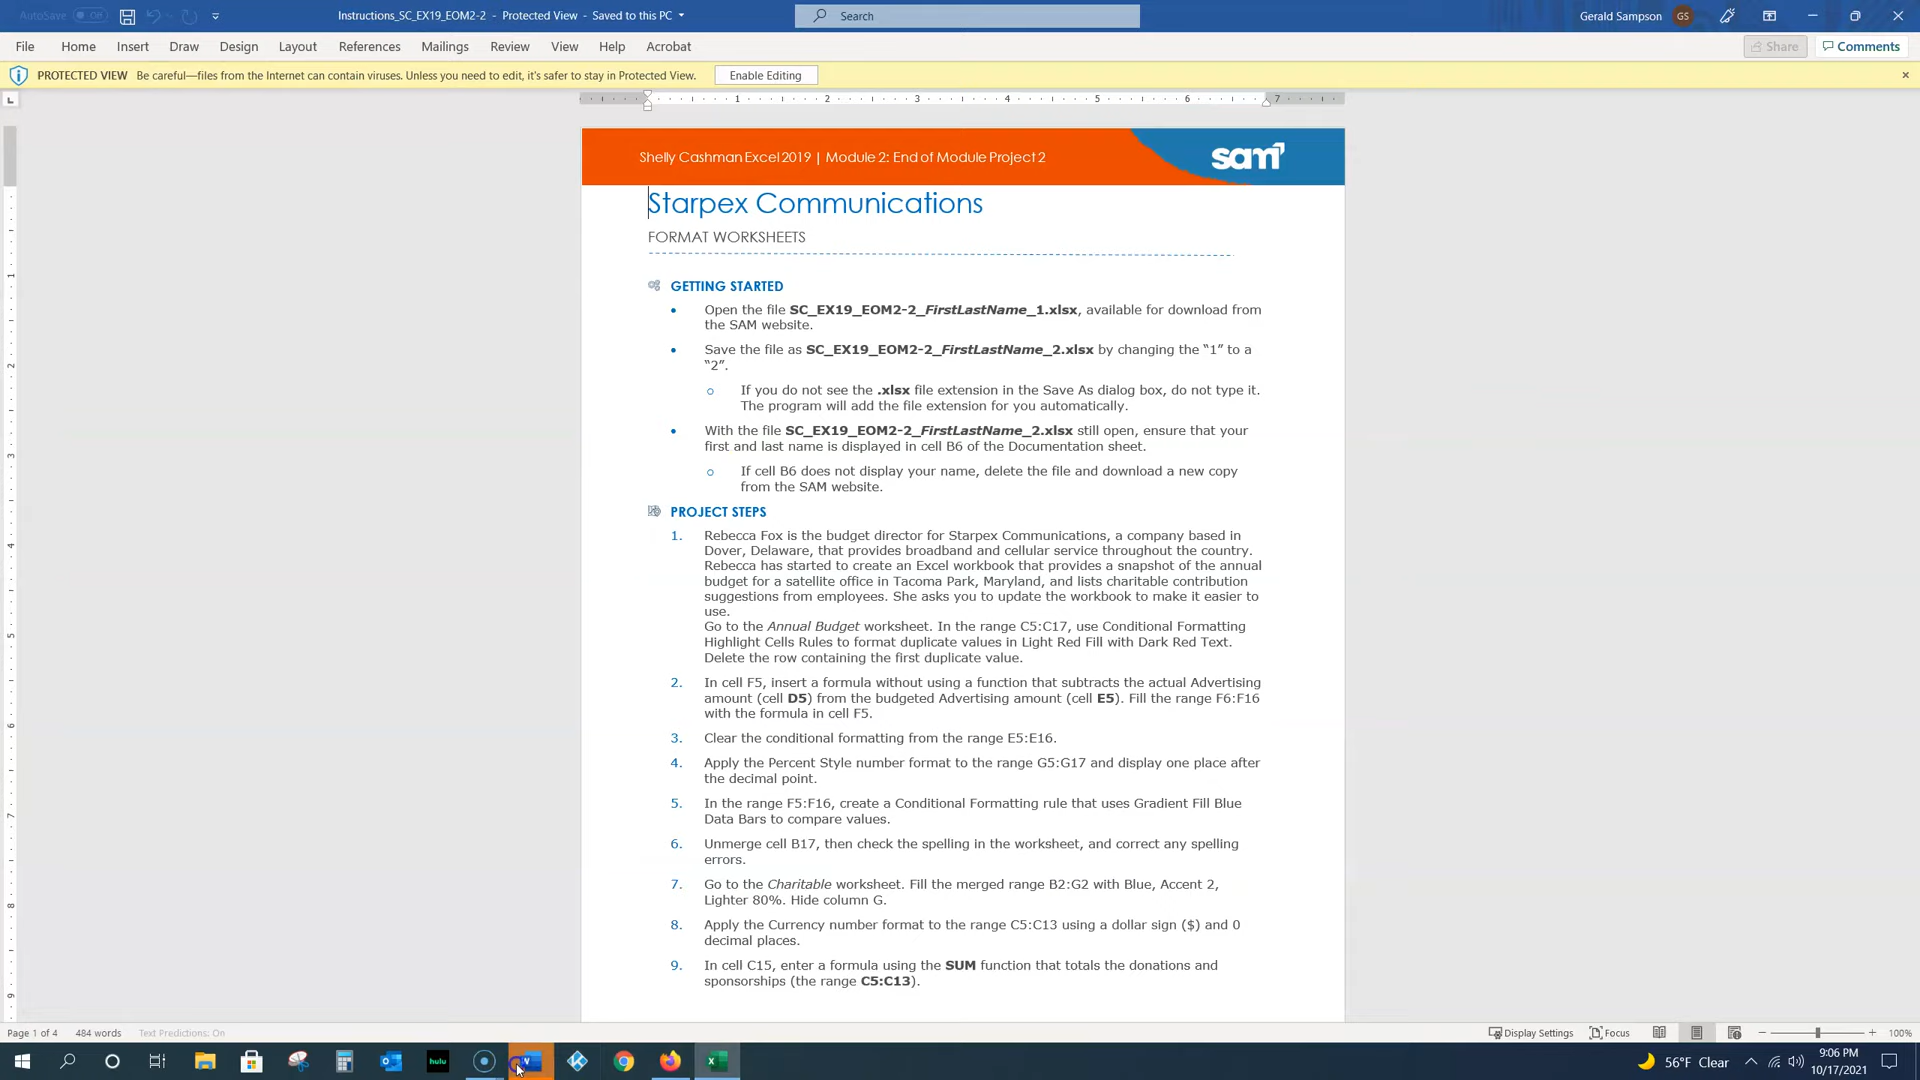 AutoSave Off
Instructions_SC_EX19_EOM2-2 - Protected View - Saved to this PC
Search
Gerald Sampson GS
File Home Insert Draw Design Layout References Mailings Review View Help Acrobat
Share Comments
PROTECTED VIEW Be careful—files from the Internet can contain viruses. Unless you need to edit, it's safer to stay in Protected View. Enable Editing
1 2 3 4 5 6 7
Shelly Cashman Excel 2019 | Module 2: End of Module Project 2
sam
Starpex Communications
FORMAT WORKSHEETS
GETTING STARTED
• Open the file SC_EX19_EOM2-2_FirstLastName_1.xlsx, available for download from
the SAM website.
• Save the file as SC_EX19_EOM2-2_FirstLastName_2.xlsx by changing the “1” to a
“2”.
o If you do not see the .xlsx file extension in the Save As dialog box, do not type it.
The program will add the file extension for you automatically.
• With the file SC_EX19_EOM2-2_FirstLastName_2.xlsx still open, ensure that your
first and last name is displayed in cell B6 of the Documentation sheet.
o If cell B6 does not display your name, delete the file and download a new copy
from the SAM website.
PROJECT STEPS
1. Rebecca Fox is the budget director for Starpex Communications, a company based in
Dover, Delaware, that provides broadband and cellular service throughout the country.
Rebecca has started to create an Excel workbook that provides a snapshot of the annual
budget for a satellite office in Tacoma Park, Maryland, and lists charitable contribution
suggestions from employees. She asks you to update the workbook to make it easier to
use.
Go to the Annual Budget worksheet. In the range C5:C17, use Conditional Formatting
Highlight Cells Rules to format duplicate values in Light Red Fill with Dark Red Text.
Delete the row containing the first duplicate value.
2. In cell F5, insert a formula without using a function that subtracts the actual Advertising
amount (cell D5) from the budgeted Advertising amount (cell E5). Fill the range F6:F16
with the formula in cell F5.
3. Clear the conditional formatting from the range E5:E16.
4. Apply the Percent Style number format to the range G5:G17 and display one place after
the decimal point.
5. In the range F5:F16, create a Conditional Formatting rule that uses Gradient Fill Blue
Data Bars to compare values.
6. Unmerge cell B17, then check the spelling in the worksheet, and correct any spelling
errors.
7. Go to the Charitable worksheet. Fill the merged range B2:G2 with Blue, Accent 2,
Lighter 80%. Hide column G.
8. Apply the Currency number format to the range C5:C13 using a dollar sign ($) and 0
decimal places.
9. In cell C15, enter a formula using the SUM function that totals the donations and
sponsorships (the range C5:C13).
1
2
3
4
5
6
7
8
9
Page 1 of 4 484 words Text Predictions: On
Display Settings Focus 100%
hulu
56°F Clear
9:06 PM
10/17/2021